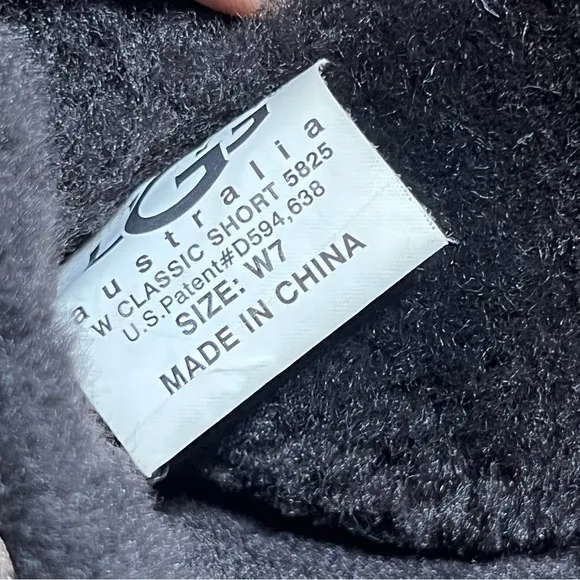 UGG
australia
W CLASSIC SHORT 5825
U.S.Patent#D594,638
SIZE: W7
MADE IN CHINA